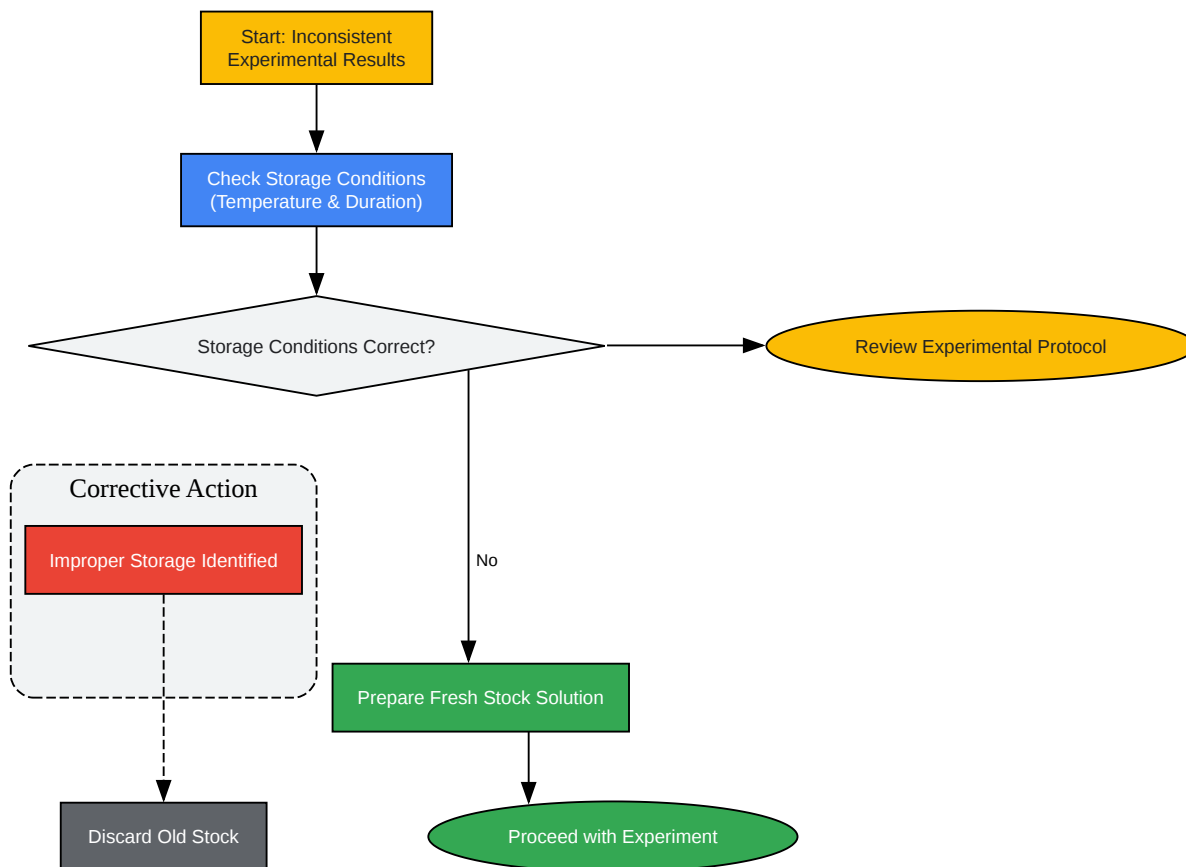 Start: Inconsistent
Experimental Results
Check Storage Conditions
(Temperature & Duration)
Storage Conditions Correct?
Review Experimental Protocol
Corrective Action
Improper Storage Identified
No
Prepare Fresh Stock Solution
Discard Old Stock
Proceed with Experiment